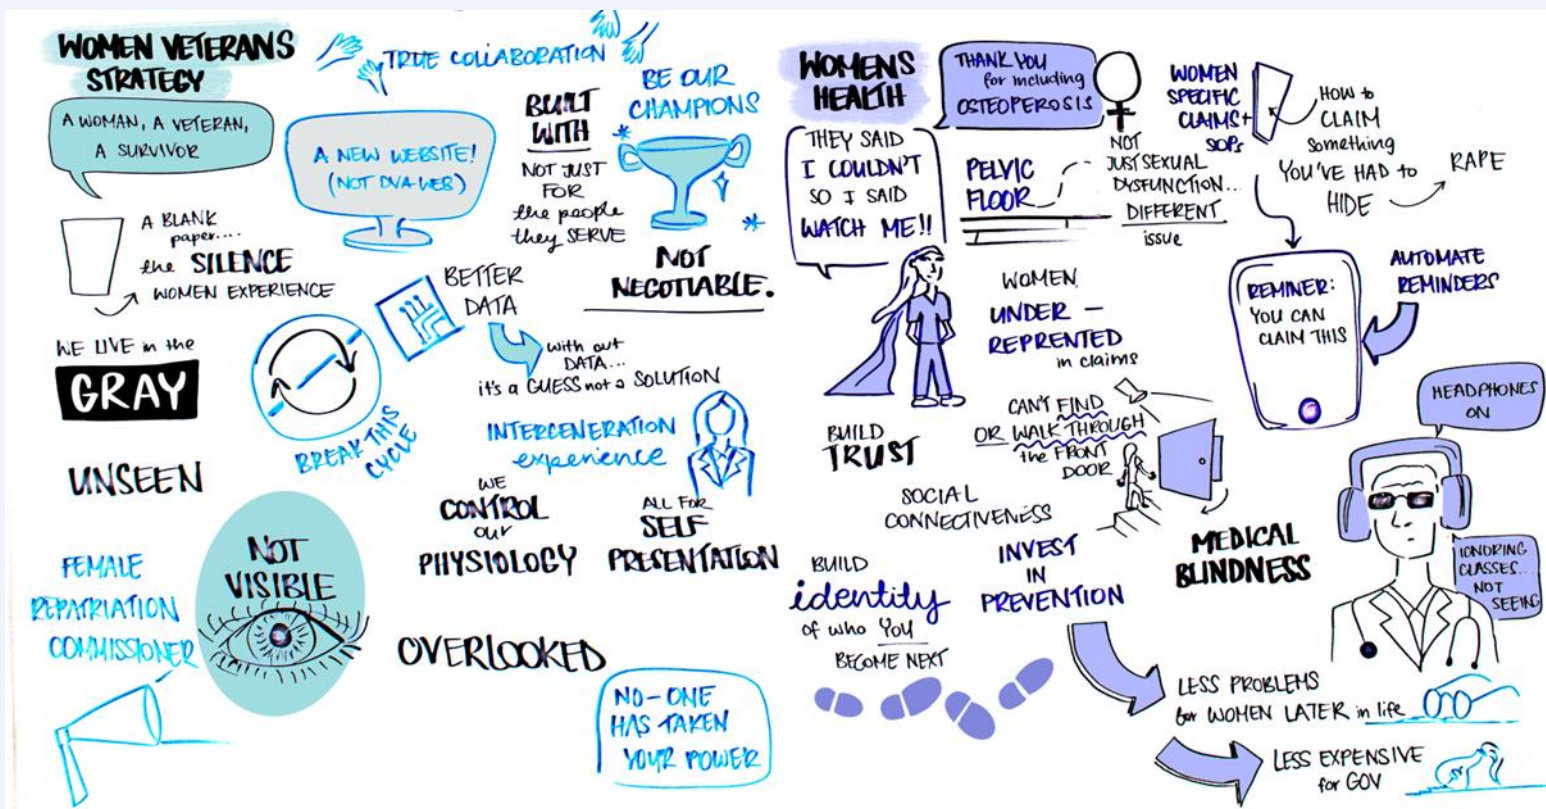 WOMEN VETERANS
STRATEGY
TRUE COLLABORATION
A WOMAN, A VETERAN,
A SURVIVOR
A NEW WEBSITE!
(NOT DVA WEB)
BUILT
WITH
NOT JUST
FOR
the people
they SERVE
BE OUR
CHAMPIONS
NOT
NEGOTIABLE.
A BLANK
paper....
the SILENCE
WOMEN EXPERIENCE
BETTER
DATA
with out
DATA...
it's a GUESS not a SOLUTION
WE LIVE in the
GRAY
BREAK THIS
CYCLE
INTERGENERATION
experience
UNSEEN
WE
CONTROL
our
PHYSIOLOGY
ALL FOR
SELF
PRESENTATION
FEMALE
REPATRIATION
COMMISSIONER
NOT
VISIBLE
OVERLOOKED
NO-ONE
HAS TAKEN
YOUR POWER
WOMENS
HEALTH
THANK YOU
for including
OSTEOPEROSIS
THEY SAID
I COULDN'T
SO I SAID
WATCH ME!!
PELVIC
FLOOR
NOT
JUST SEXUAL
DYSFUNCTION...
DIFFERENT
issue
WOMEN
SPECIFIC
CLAIMS+
SOPs
HOW to
CLAIM
something
YOU'VE HAD to
HIDE
RAPE
REMINER:
YOU CAN
CLAIM THIS
AUTOMATE
REMINDERS
WOMEN
UNDER -
REPRENTED
in claims
CAN'T FIND
OR WALK THROUGH
the FRONT
DOOR
BUILD
TRUST
SOCIAL
CONNECTIVENESS
BUILD
identity
of who YOU
BECOME NEXT
INVEST
IN
PREVENTION
MEDICAL
BLINDNESS
HEADPHONES
ON
IGNORING
GLASSES...
NOT
SEEING
LESS PROBLEMS
for WOMEN LATER in life
LESS EXPENSIVE
for GOV